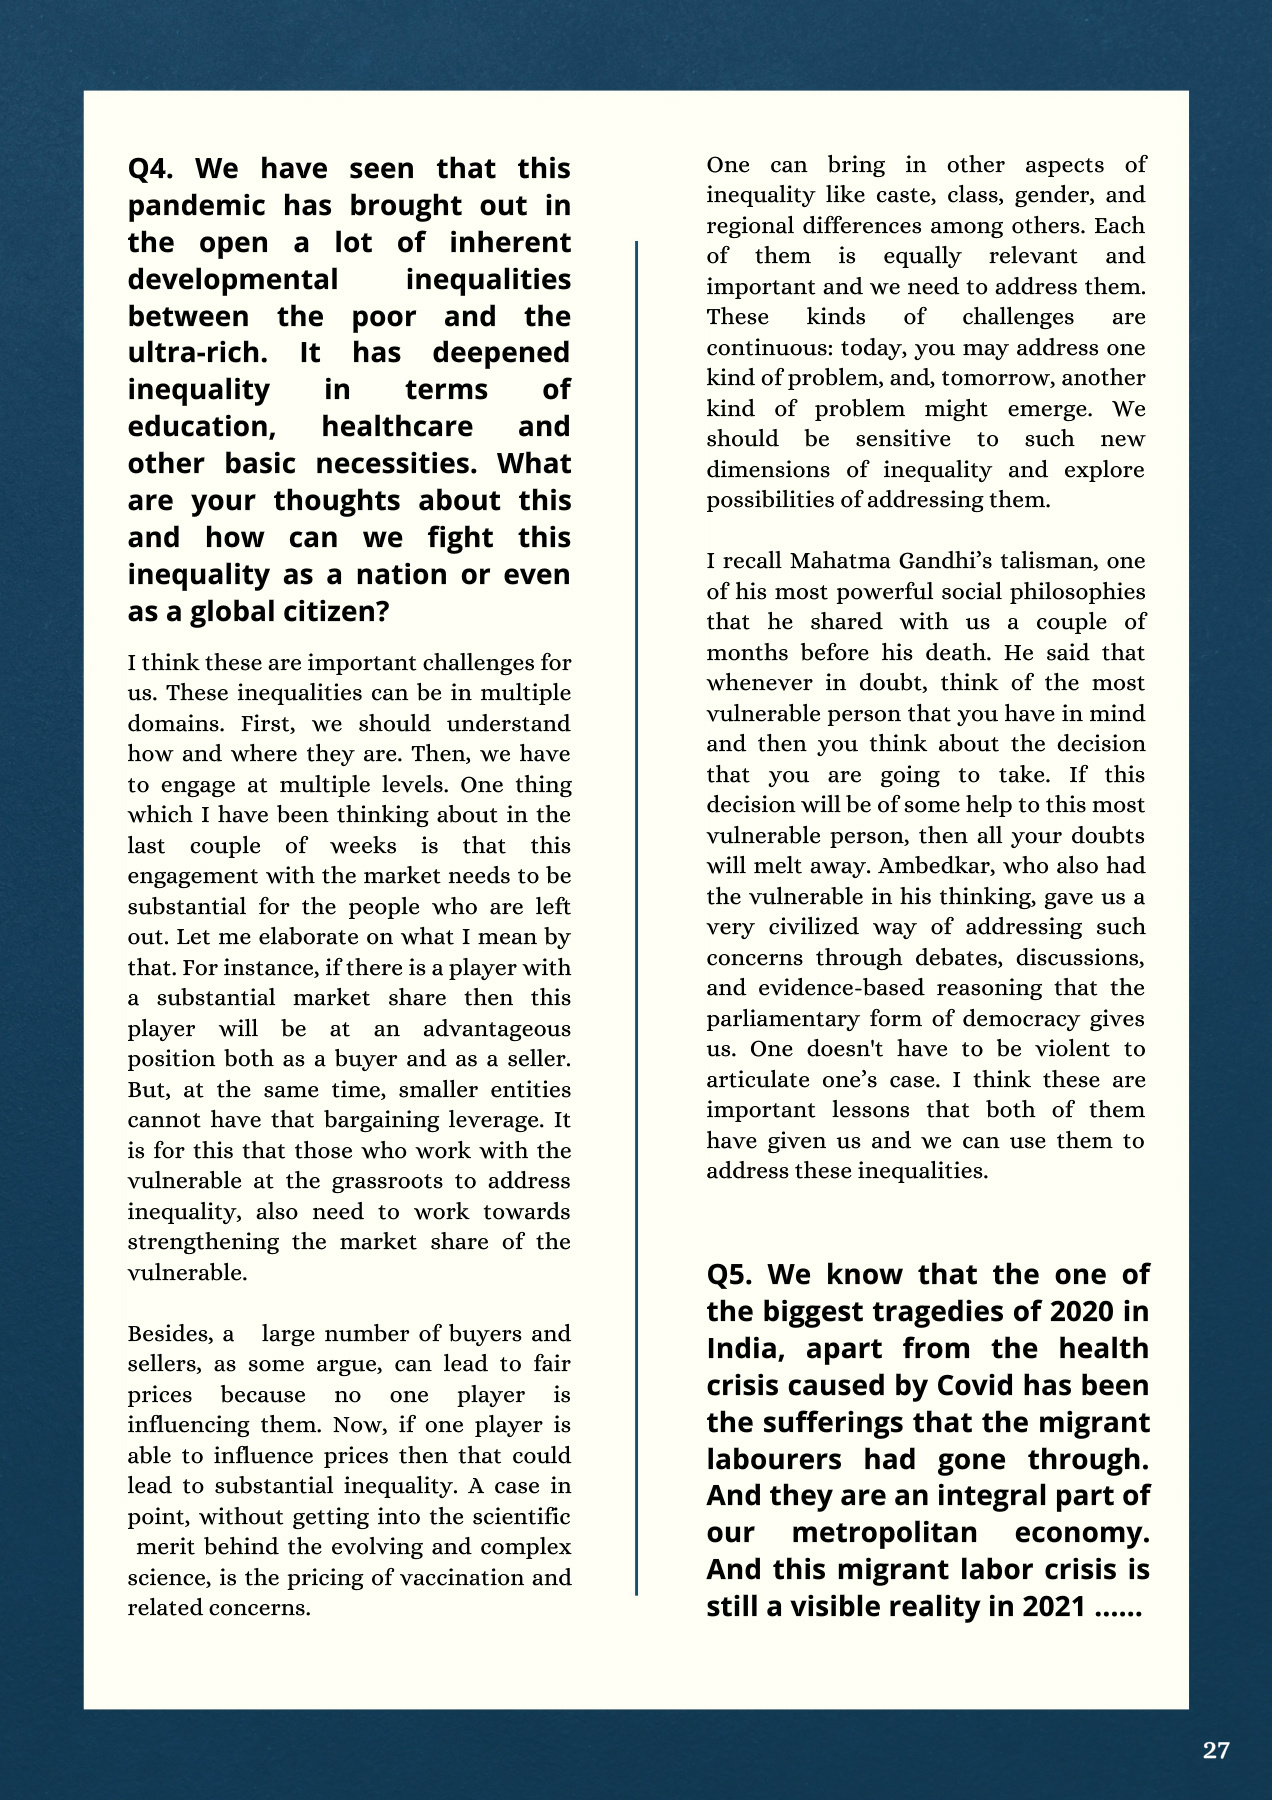 Q4. We have seen that this
pandemic has brought out in
the open a lot of inherent
developmental inequalities
between the poor and the
ultra-rich. It has deepened
inequality in terms of
education, healthcare and
other basic necessities. What
are your thoughts about this
and how can we fight this
inequality as a nation or even
as a global citizen?
I think these are important challenges for
us. These inequalities can be in multiple
domains. First, we should understand
how and where they are. Then, we have
to engage at multiple levels. One thing
which I have been thinking about in the
last couple of weeks is that this
engagement with the market needs to be
substantial for the people who are left
out. Let me elaborate on what I mean by
that. For instance, if there is a player with
a substantial market share then this
player will be at an advantageous
position both as a buyer and as a seller.
But, at the same time, smaller entities
cannot have that bargaining leverage. It
is for this that those who work with the
vulnerable at the grassroots to address
inequality, also need to work towards
strengthening the market share of the
vulnerable.
Besides, a large number of buyers and
sellers, as some argue, can lead to fair
prices because no one player is
influencing them. Now, if one player is
able to influence prices then that could
lead to substantial inequality. A case in
point, without getting into the scientific
merit behind the evolving and complex
science, is the pricing of vaccination and
related concerns.
One can bring in other aspects of
inequality like caste, class, gender, and
regional differences among others. Each
of them is equally relevant and
important and we need to address them.
These kinds of challenges are
continuous: today, you may address one
kind of problem, and, tomorrow, another
kind of problem might emerge. We
should be sensitive to such new
dimensions of inequality and explore
possibilities of addressing them.
I recall Mahatma Gandhi’s talisman, one
of his most powerful social philosophies
that he shared with us a couple of
months before his death. He said that
whenever in doubt, think of the most
vulnerable person that you have in mind
and then you think about the decision
that you are going to take. If this
decision will be of some help to this most
vulnerable person, then all your doubts
will melt away. Ambedkar, who also had
the vulnerable in his thinking, gave us a
very civilized way of addressing such
concerns through debates, discussions,
and evidence-based reasoning that the
parliamentary form of democracy gives
us. One doesn't have to be violent to
articulate one’s case. I think these are
important lessons that both of them
have given us and we can use them to
address these inequalities.
Q5. We know that the one of
the biggest tragedies of 2020 in
India, apart from the health
crisis caused by Covid has been
the sufferings that the migrant
labourers had gone through.
And they are an integral part of
our metropolitan economy.
And this migrant labor crisis is
still a visible reality in 2021 ......
27